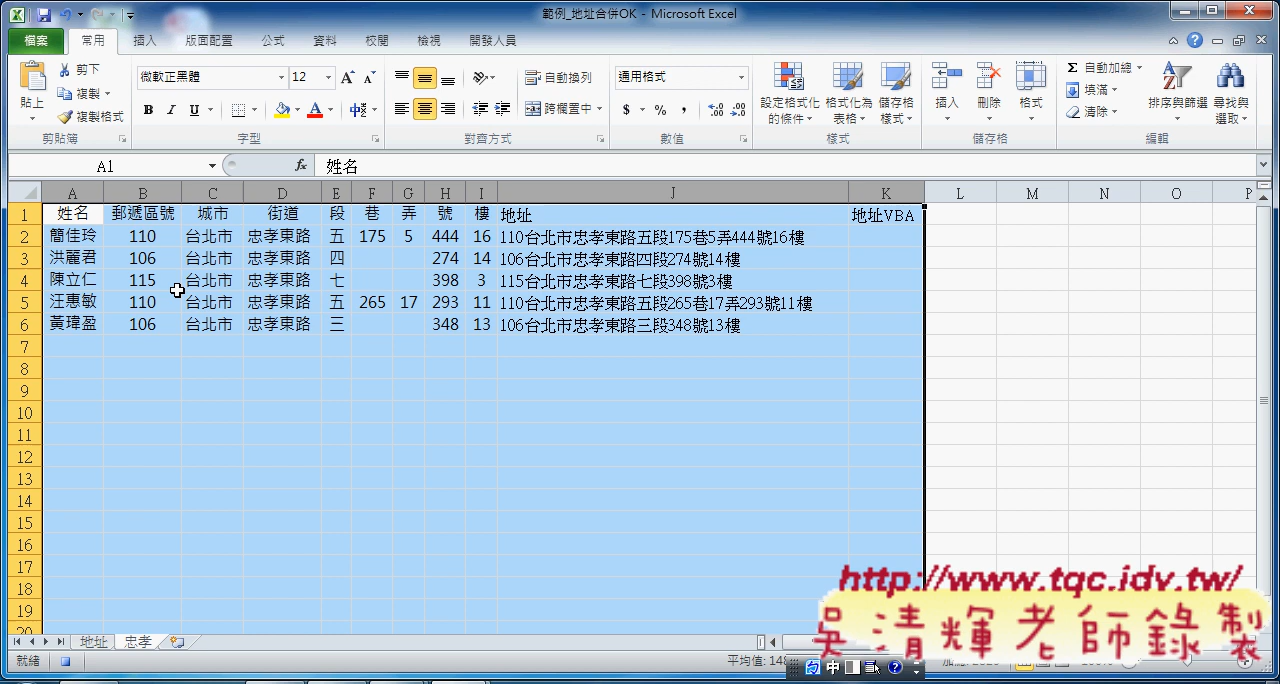 範例_地址合併OK - Microsoft Excel
檔案 常用 插入 版面配置 公式 資料 校閱 檢視 開發人員
貼上 剪下 複製 複製格式 剪貼簿
微軟正黑體 12 B I U 字型
自動換列 跨欄置中 對齊方式
通用格式 $ % , 數值
設定格式化的條件 格式化為表格 儲存格樣式 樣式
插入 刪除 格式 儲存格
Σ 自動加總 填滿 清除 排序與篩選 尋找與選取 編輯
A1 fx 姓名
A B C D E F G H I J K L M N O P
1 姓名 郵遞區號 城市 街道 段 巷 弄 號 樓 地址 地址VBA
2 簡佳玲 110 台北市 忠孝東路 五 175 5 444 16 110台北市忠孝東路五段175巷5弄444號16樓
3 洪麗君 106 台北市 忠孝東路 四 274 14 106台北市忠孝東路四段274號14樓
4 陳立仁 115 台北市 忠孝東路 七 398 3 115台北市忠孝東路七段398號3樓
5 汪惠敏 110 台北市 忠孝東路 五 265 17 293 11 110台北市忠孝東路五段265巷17弄293號11樓
6 黃瑋盈 106 台北市 忠孝東路 三 348 13 106台北市忠孝東路三段348號13樓
7
8
9
10
11
12
13
14
15
16
17
18
19
20
http://www.tqc.idv.tw/
吳清輝老師錄製
地址 忠孝
就緒 平均值: 中